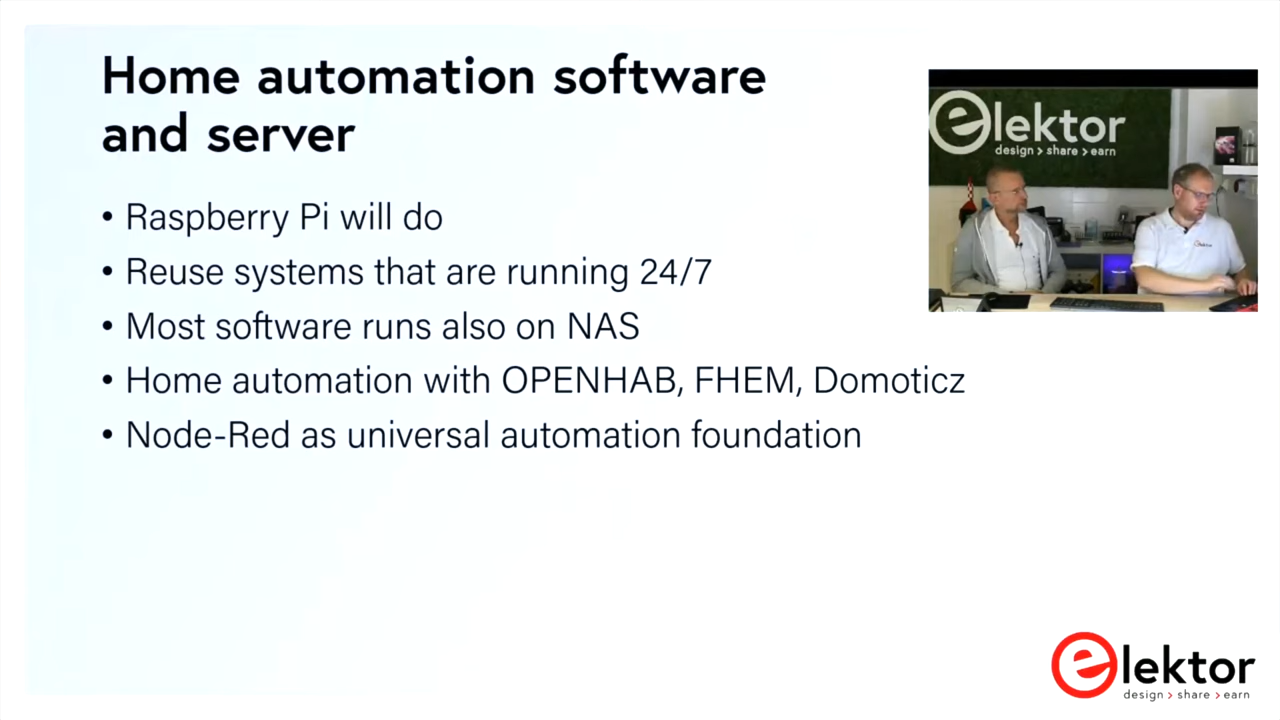 Home automation software
and server
• Raspberry Pi will do
• Reuse systems that are running 24/7
• Most software runs also on NAS
• Home automation with OPENHAB, FHEM, Domoticz
• Node-Red as universal automation foundation
elektor
design > share > earn
elektor
design > share > earn